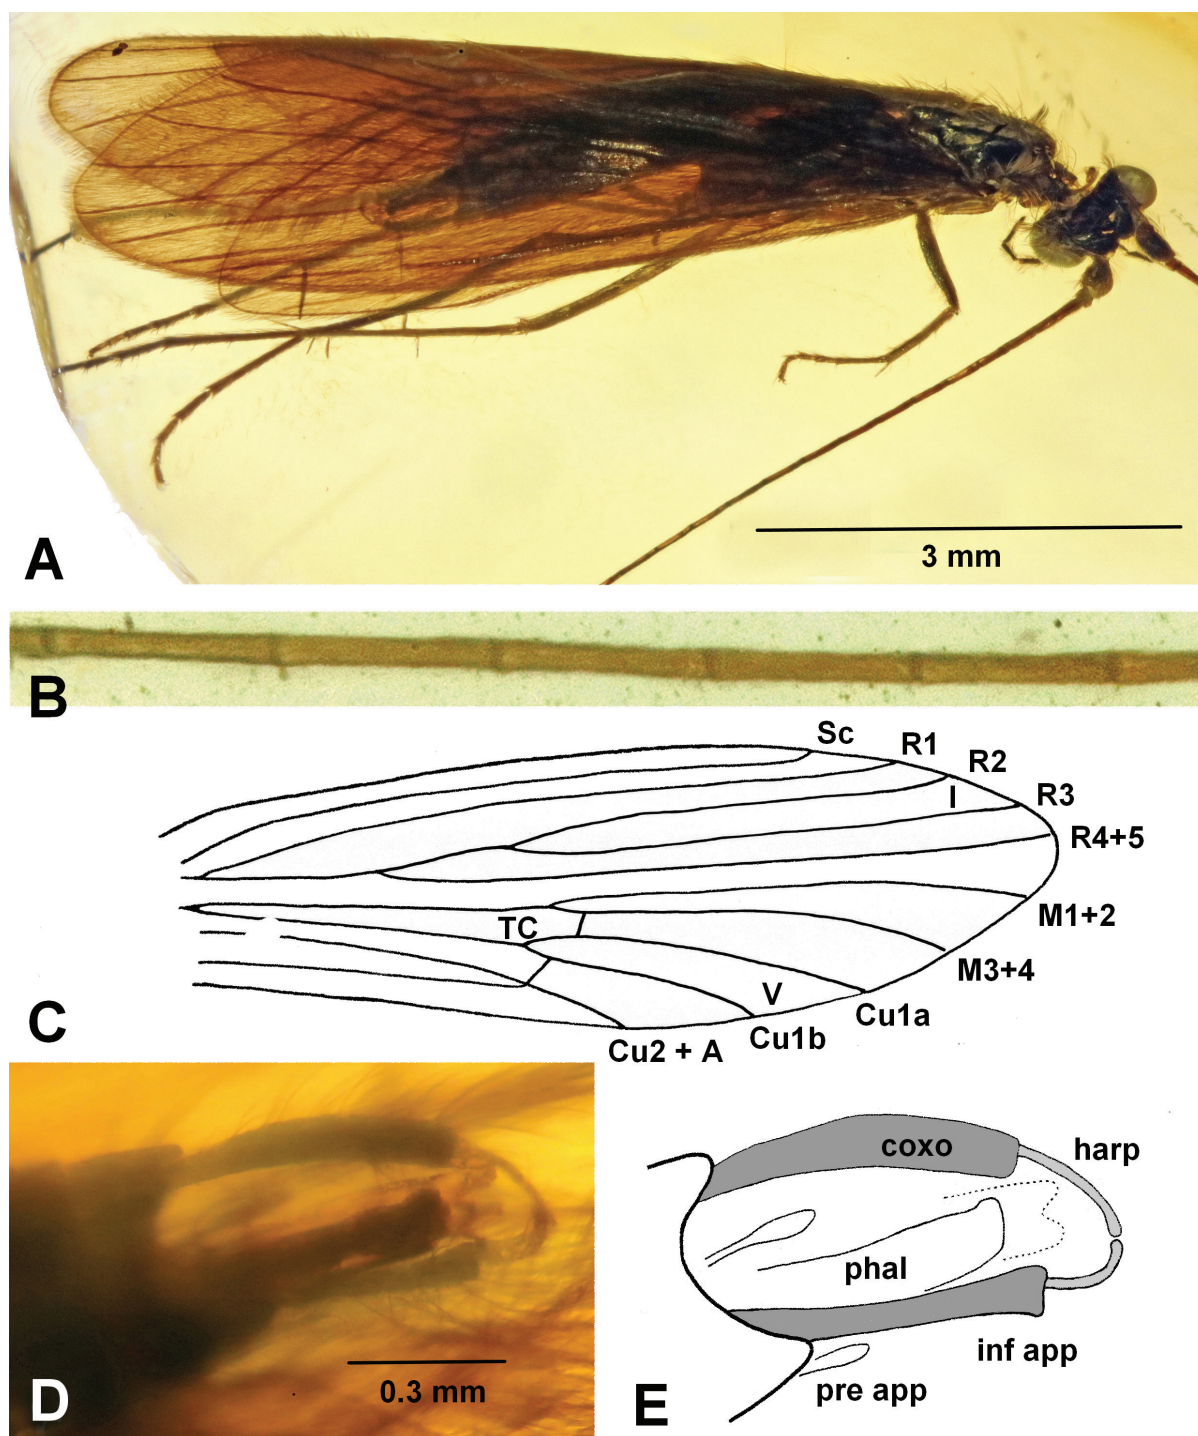 A
3 mm
B
Sc
R1
R2
I
R3
R4+5
TC
M1+2
M3+4
V
Cu1a
Cu1b
Cu2 + A
C
D
0.3 mm
coxo
harp
phal
inf app
pre app
E